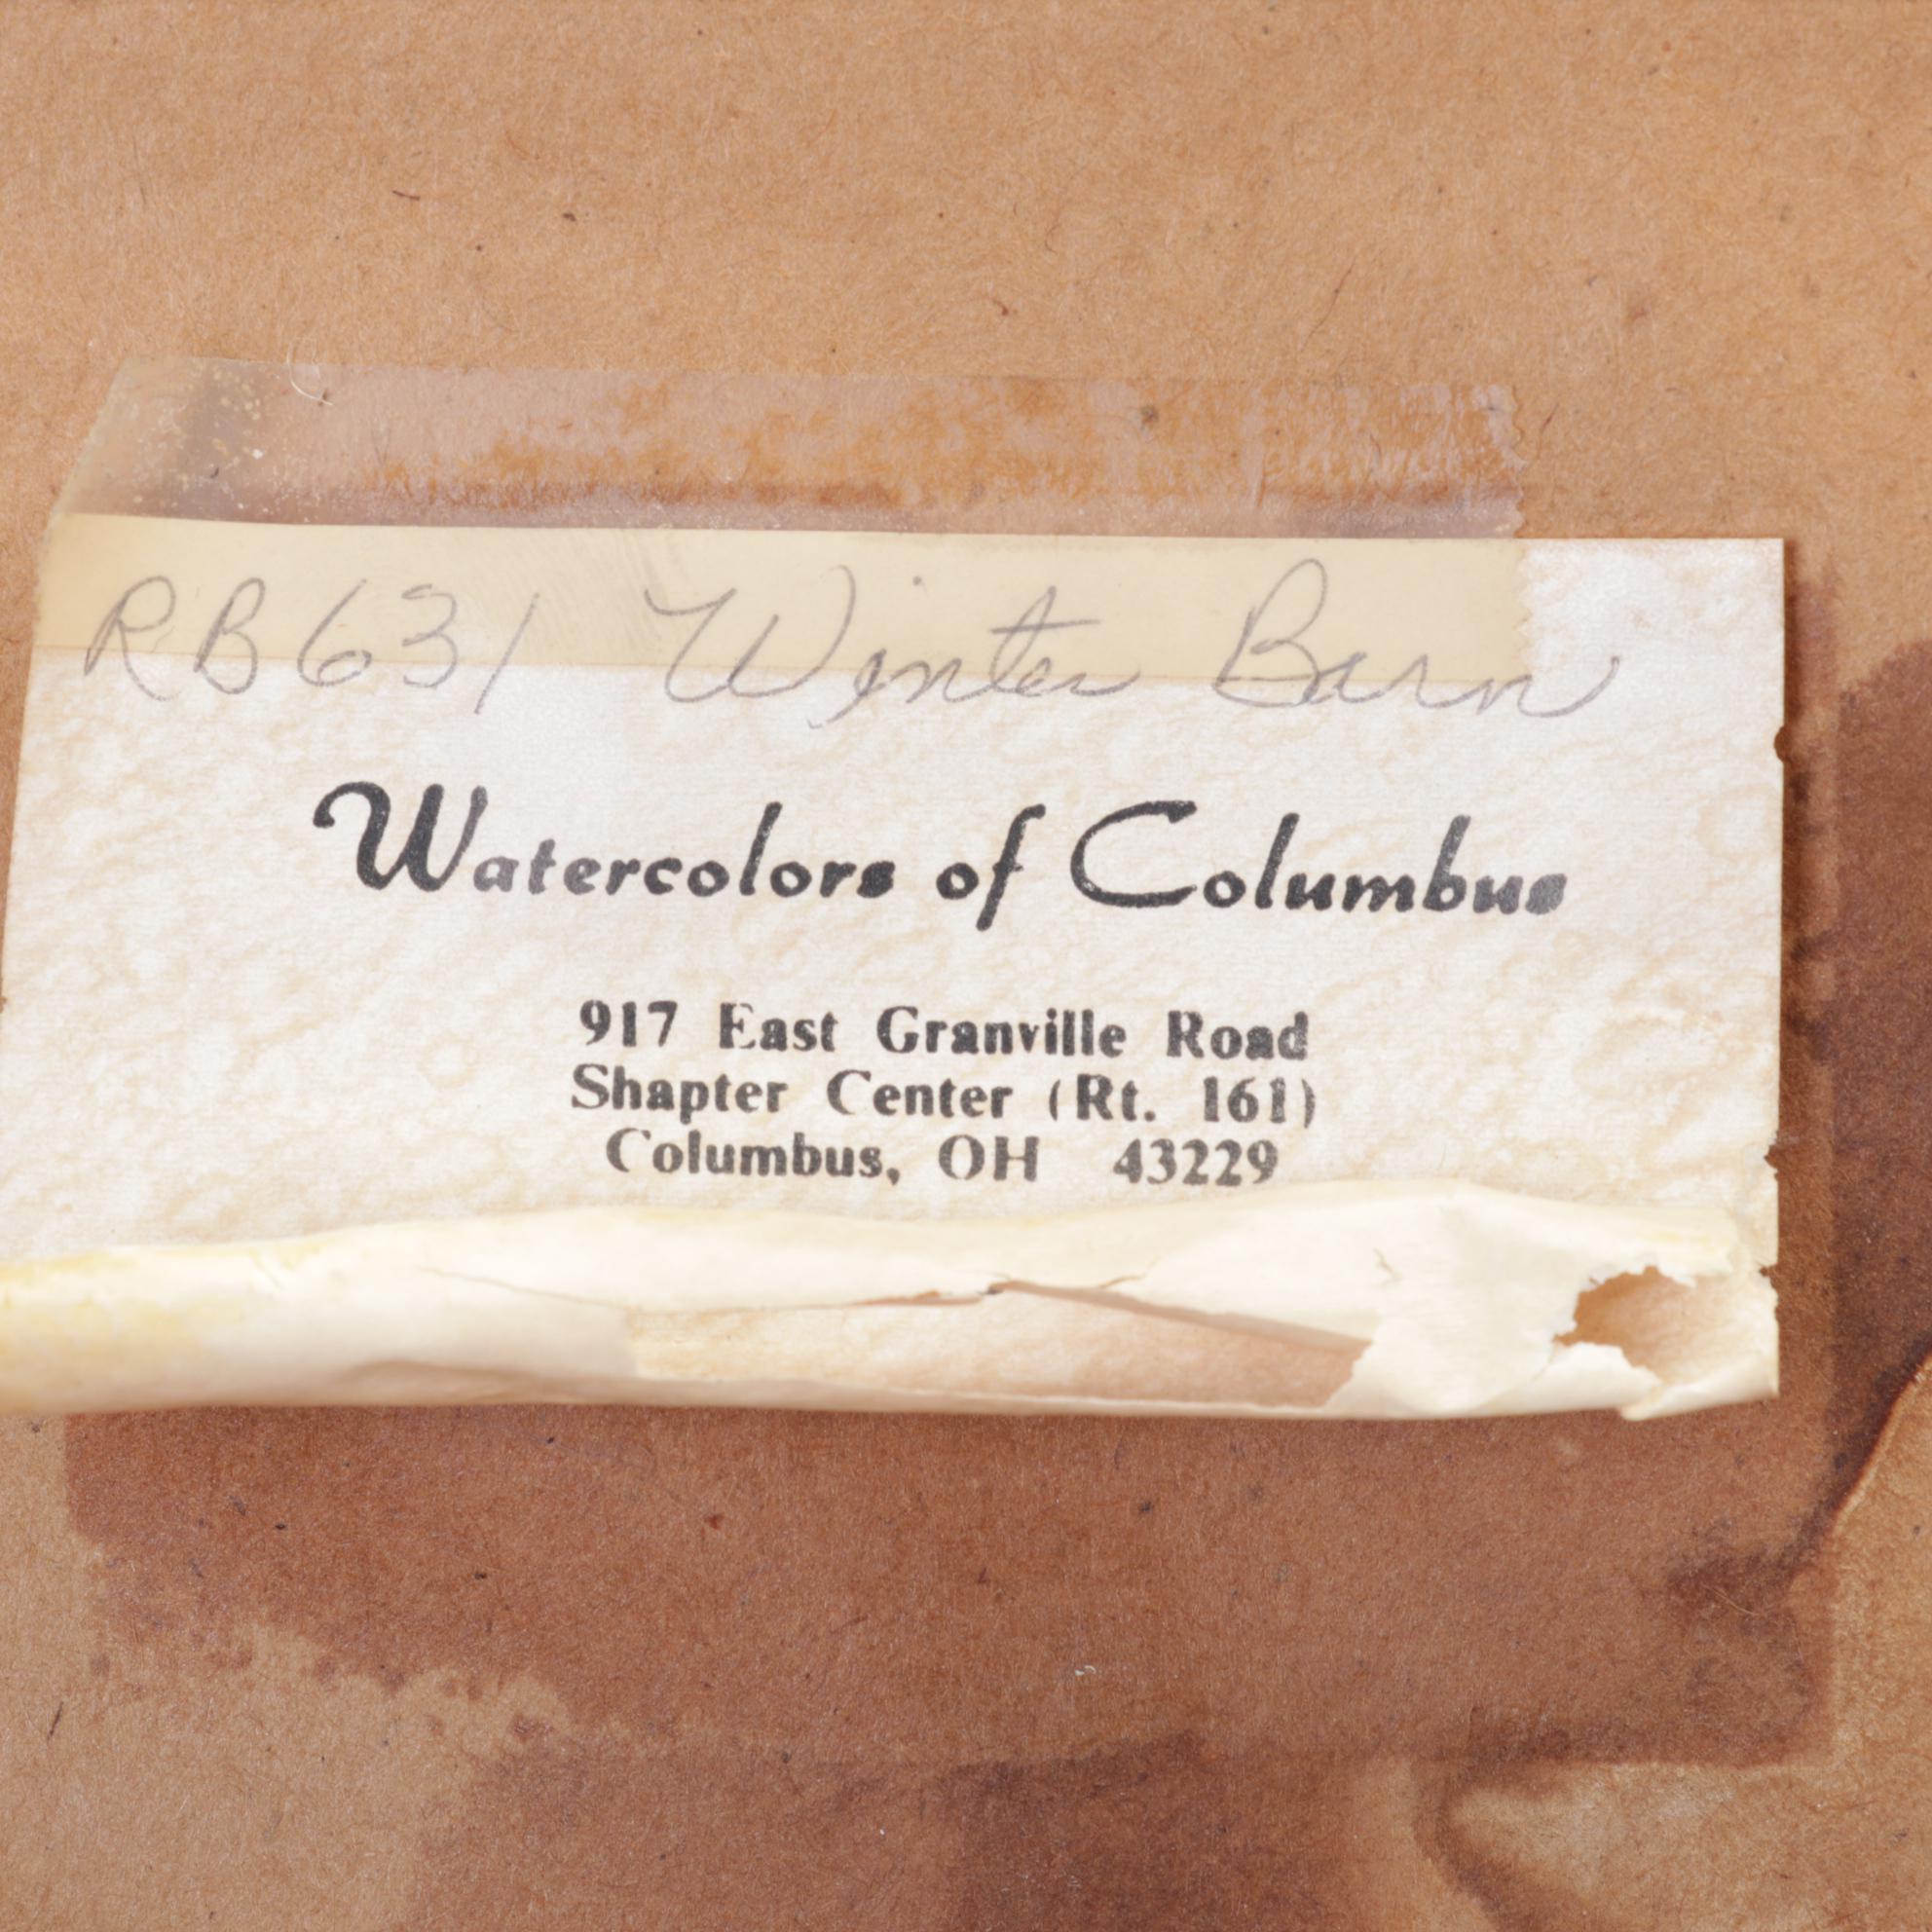 RB631 Winter Barn
Watercolors of Columbus
917 East Granville Road
Shapter Center (Rt. 161)
Columbus, OH 43229